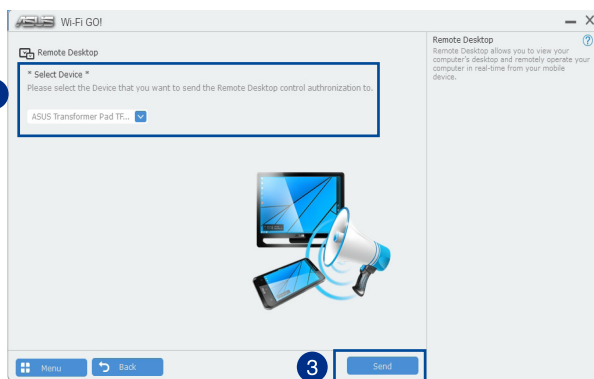 ASUS Wi-Fi GO!
Remote Desktop
* Select Device *
Please select the Device that you want to send the Remote Desktop control authronization to.
ASUS Transformer Pad TF...
Remote Desktop
Remote Desktop allows you to view your
computer's desktop and remotely operate your
computer in real-time from your mobile
device.
?
Menu
Back
3
Send